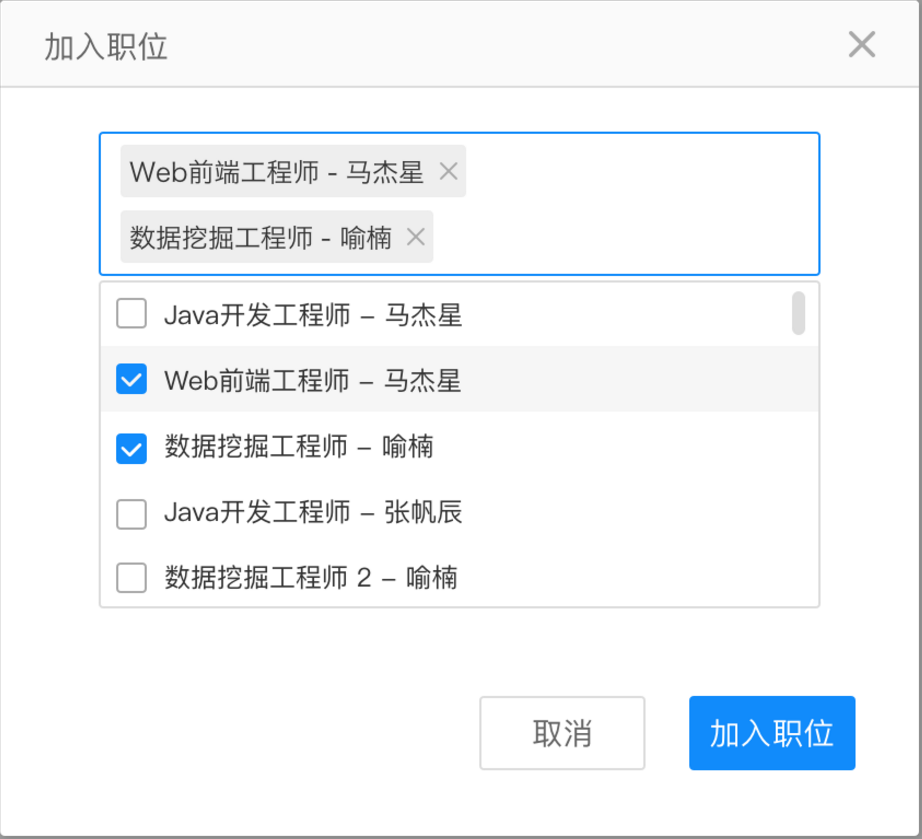 加入职位
Web前端工程师 - 马杰星
数据挖掘工程师 - 喻楠
Java开发工程师 – 马杰星
Web前端工程师 – 马杰星
数据挖掘工程师 – 喻楠
Java开发工程师 – 张帆辰
数据挖掘工程师 2 – 喻楠
取消
加入职位